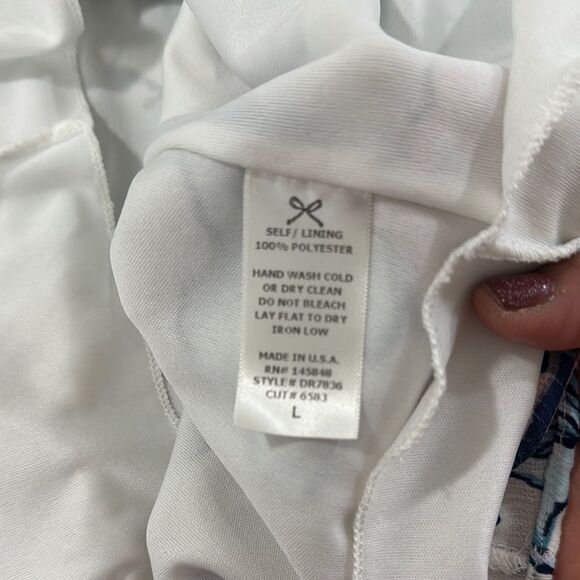 SELF/ LINING
100% POLYESTER
HAND WASH COLD
OR DRY CLEAN
DO NOT BLEACH
LAY FLAT TO DRY
IRON LOW
MADE IN U.S.A.
RN# 145848
STYLE# DR7836
CUT# 6583
L